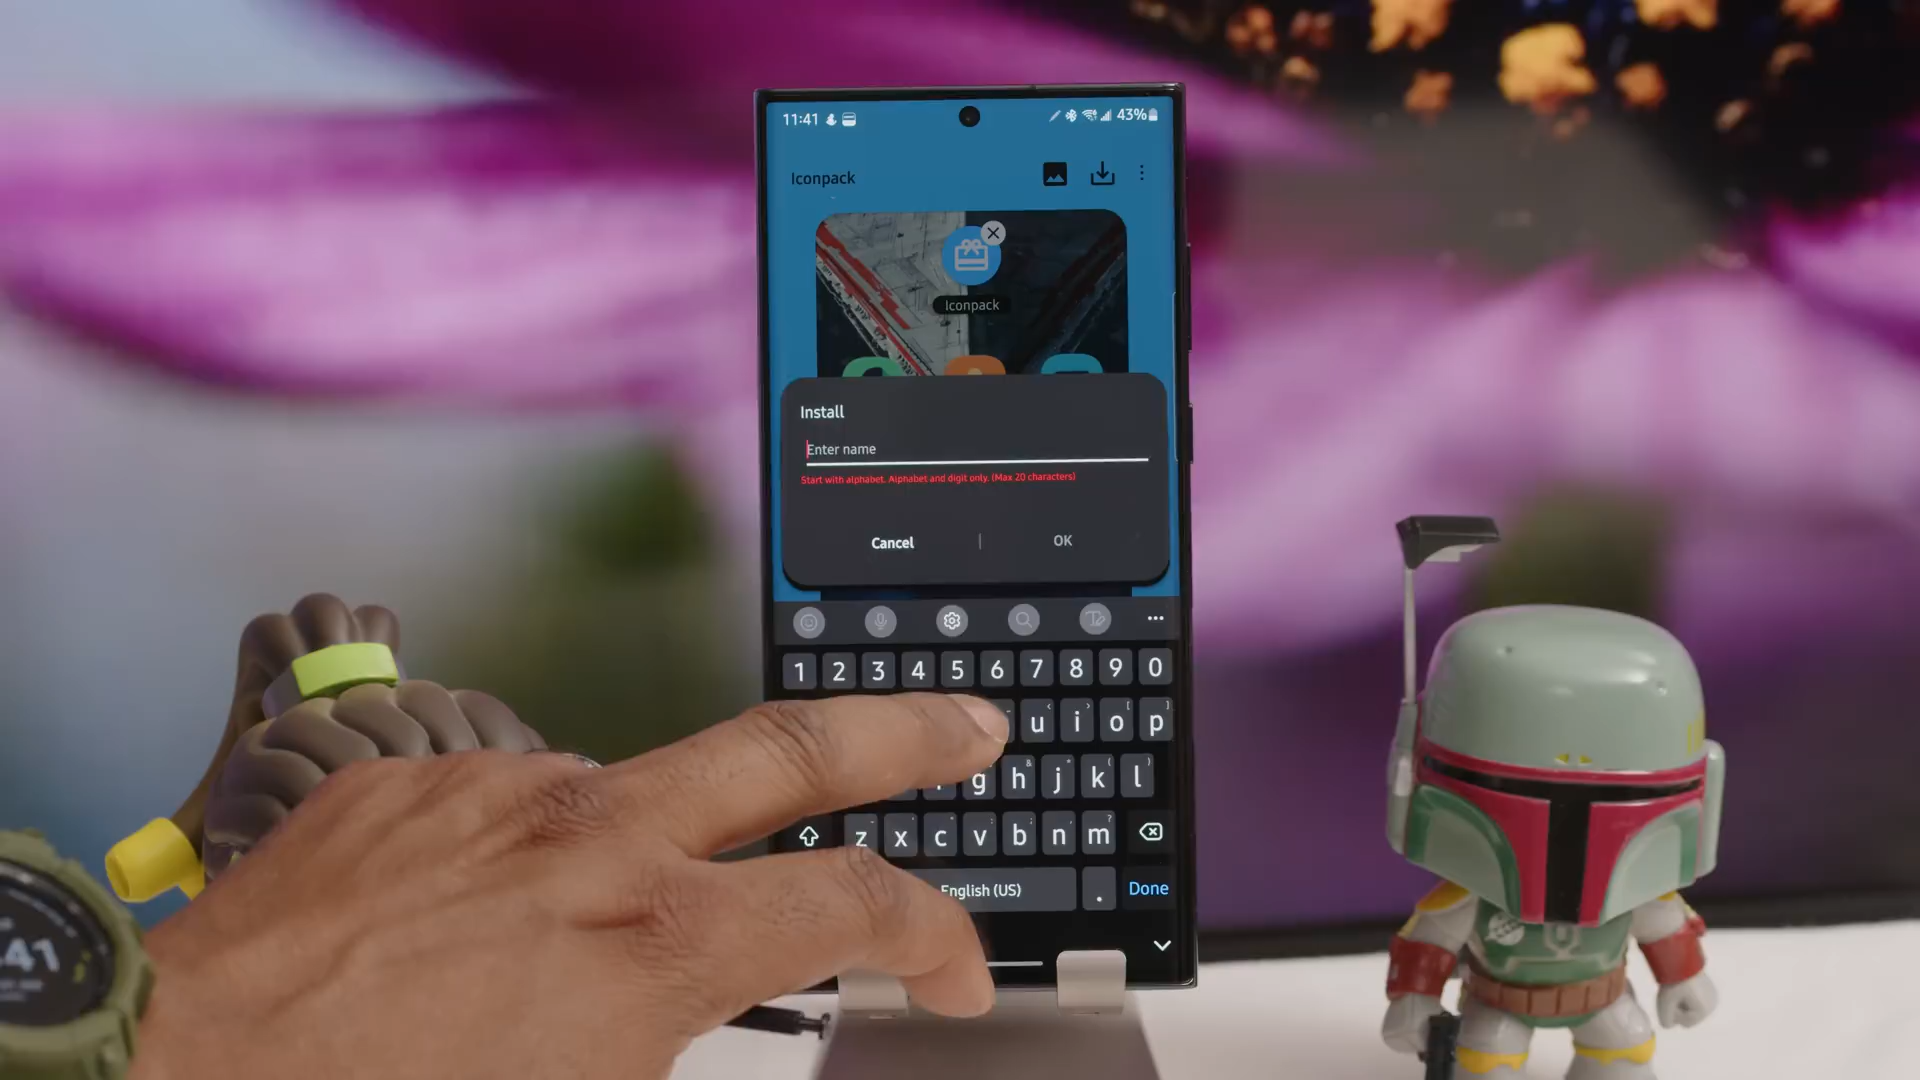 11:41
43%
Iconpack
Iconpack
Install
Enter name
Start with alphabet. Alphabet and digit only. (Max 20 characters)
Cancel | OK
1 2 3 4 5 6 7 8 9 0
u i o p
g h j k l
z x c v b n m
English (US) . Done
41